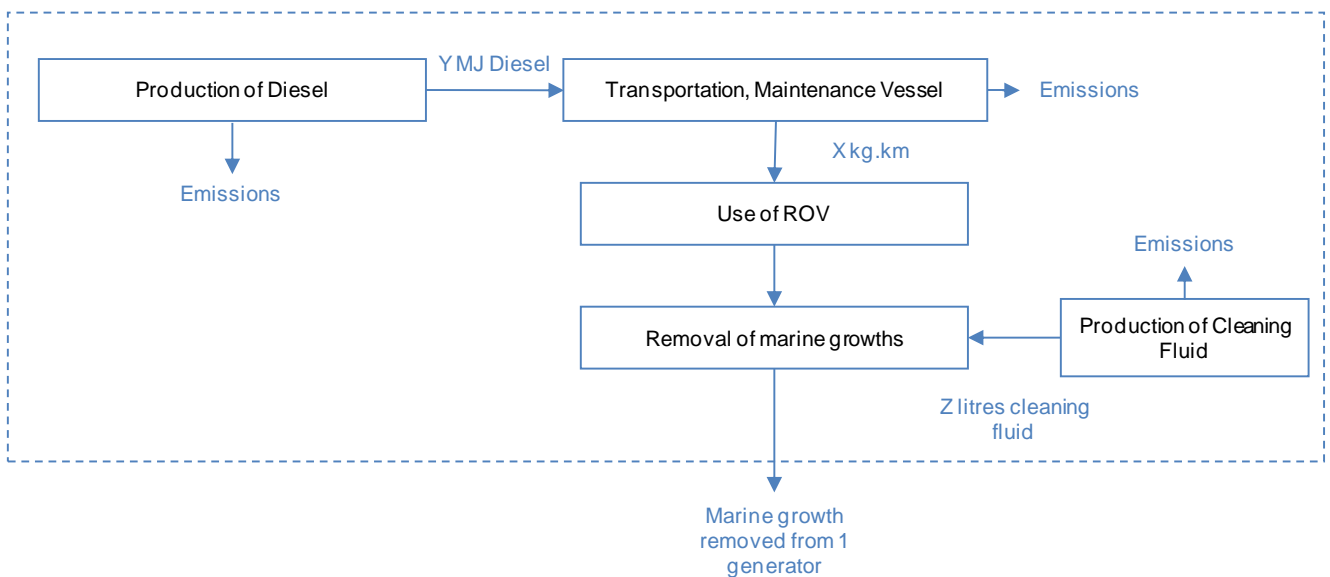 Y MJ Diesel
Production of Diesel
Transportation, Maintenance Vessel
Emissions
X kg.km
Emissions
Use of ROV
Emissions
Removal of marine growths
Production of Cleaning
Fluid
Z litres cleaning
fluid
Marine growth
removed from 1
generator